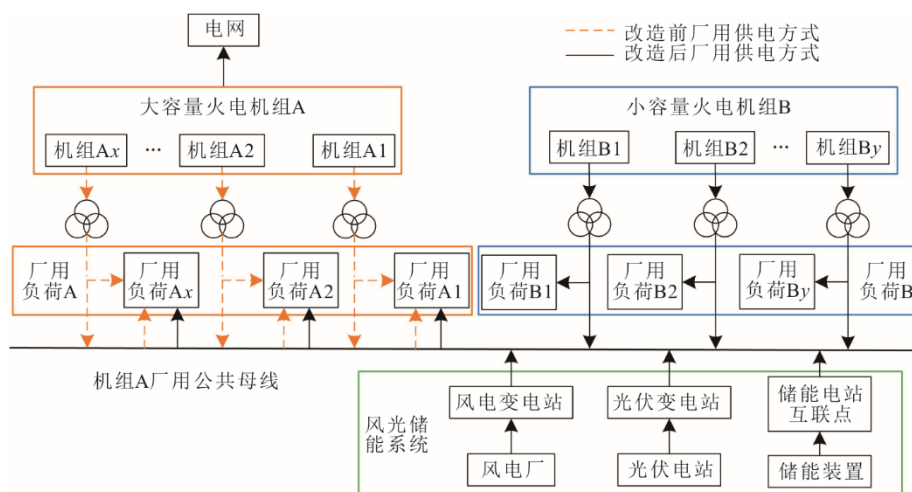 电网
改造前厂用供电方式
改造后厂用供电方式
大容量火电机组A
小容量火电机组B
机组Ax ··· 机组A2 机组A1
机组B1 机组B2 ··· 机组By
厂用
负荷A
厂用
负荷Ax
厂用
负荷A2
厂用
负荷A1
厂用
负荷B1
厂用
负荷B2
厂用
负荷By
厂用
负荷B
机组A厂用公共母线
风光储
能系统
风电变电站
光伏变电站
储能电站
互联点
风电厂
光伏电站
储能装置